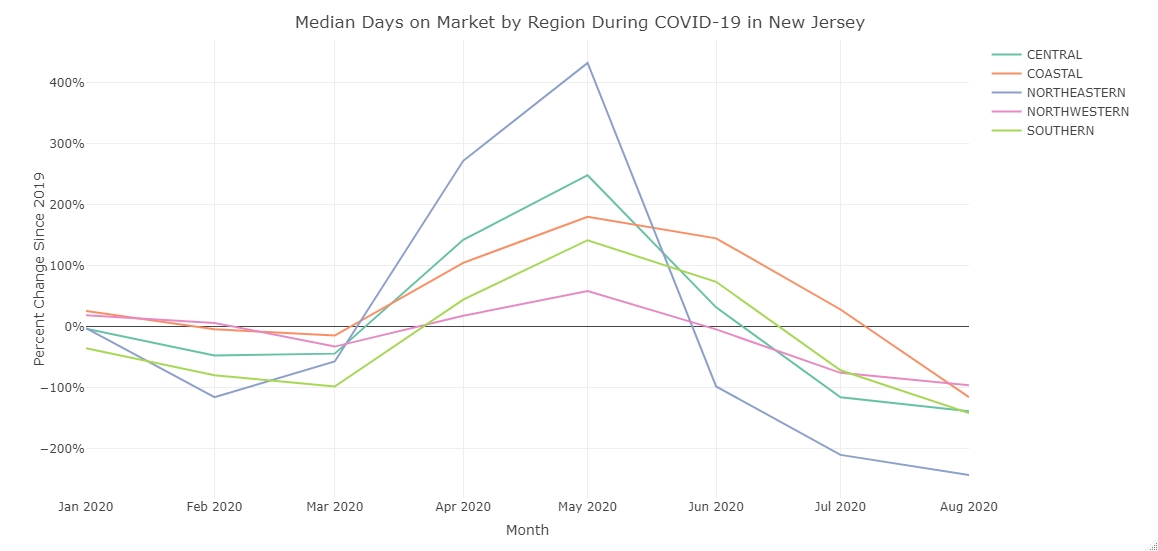 Median Days on Market by Region During COVID-19 in New Jersey
CENTRAL
COASTAL
NORTHEASTERN
NORTHWESTERN
SOUTHERN
Percent Change Since 2019
400%
300%
200%
100%
0%
−100%
−200%
Jan 2020 Feb 2020 Mar 2020 Apr 2020 May 2020 Jun 2020 Jul 2020 Aug 2020
Month